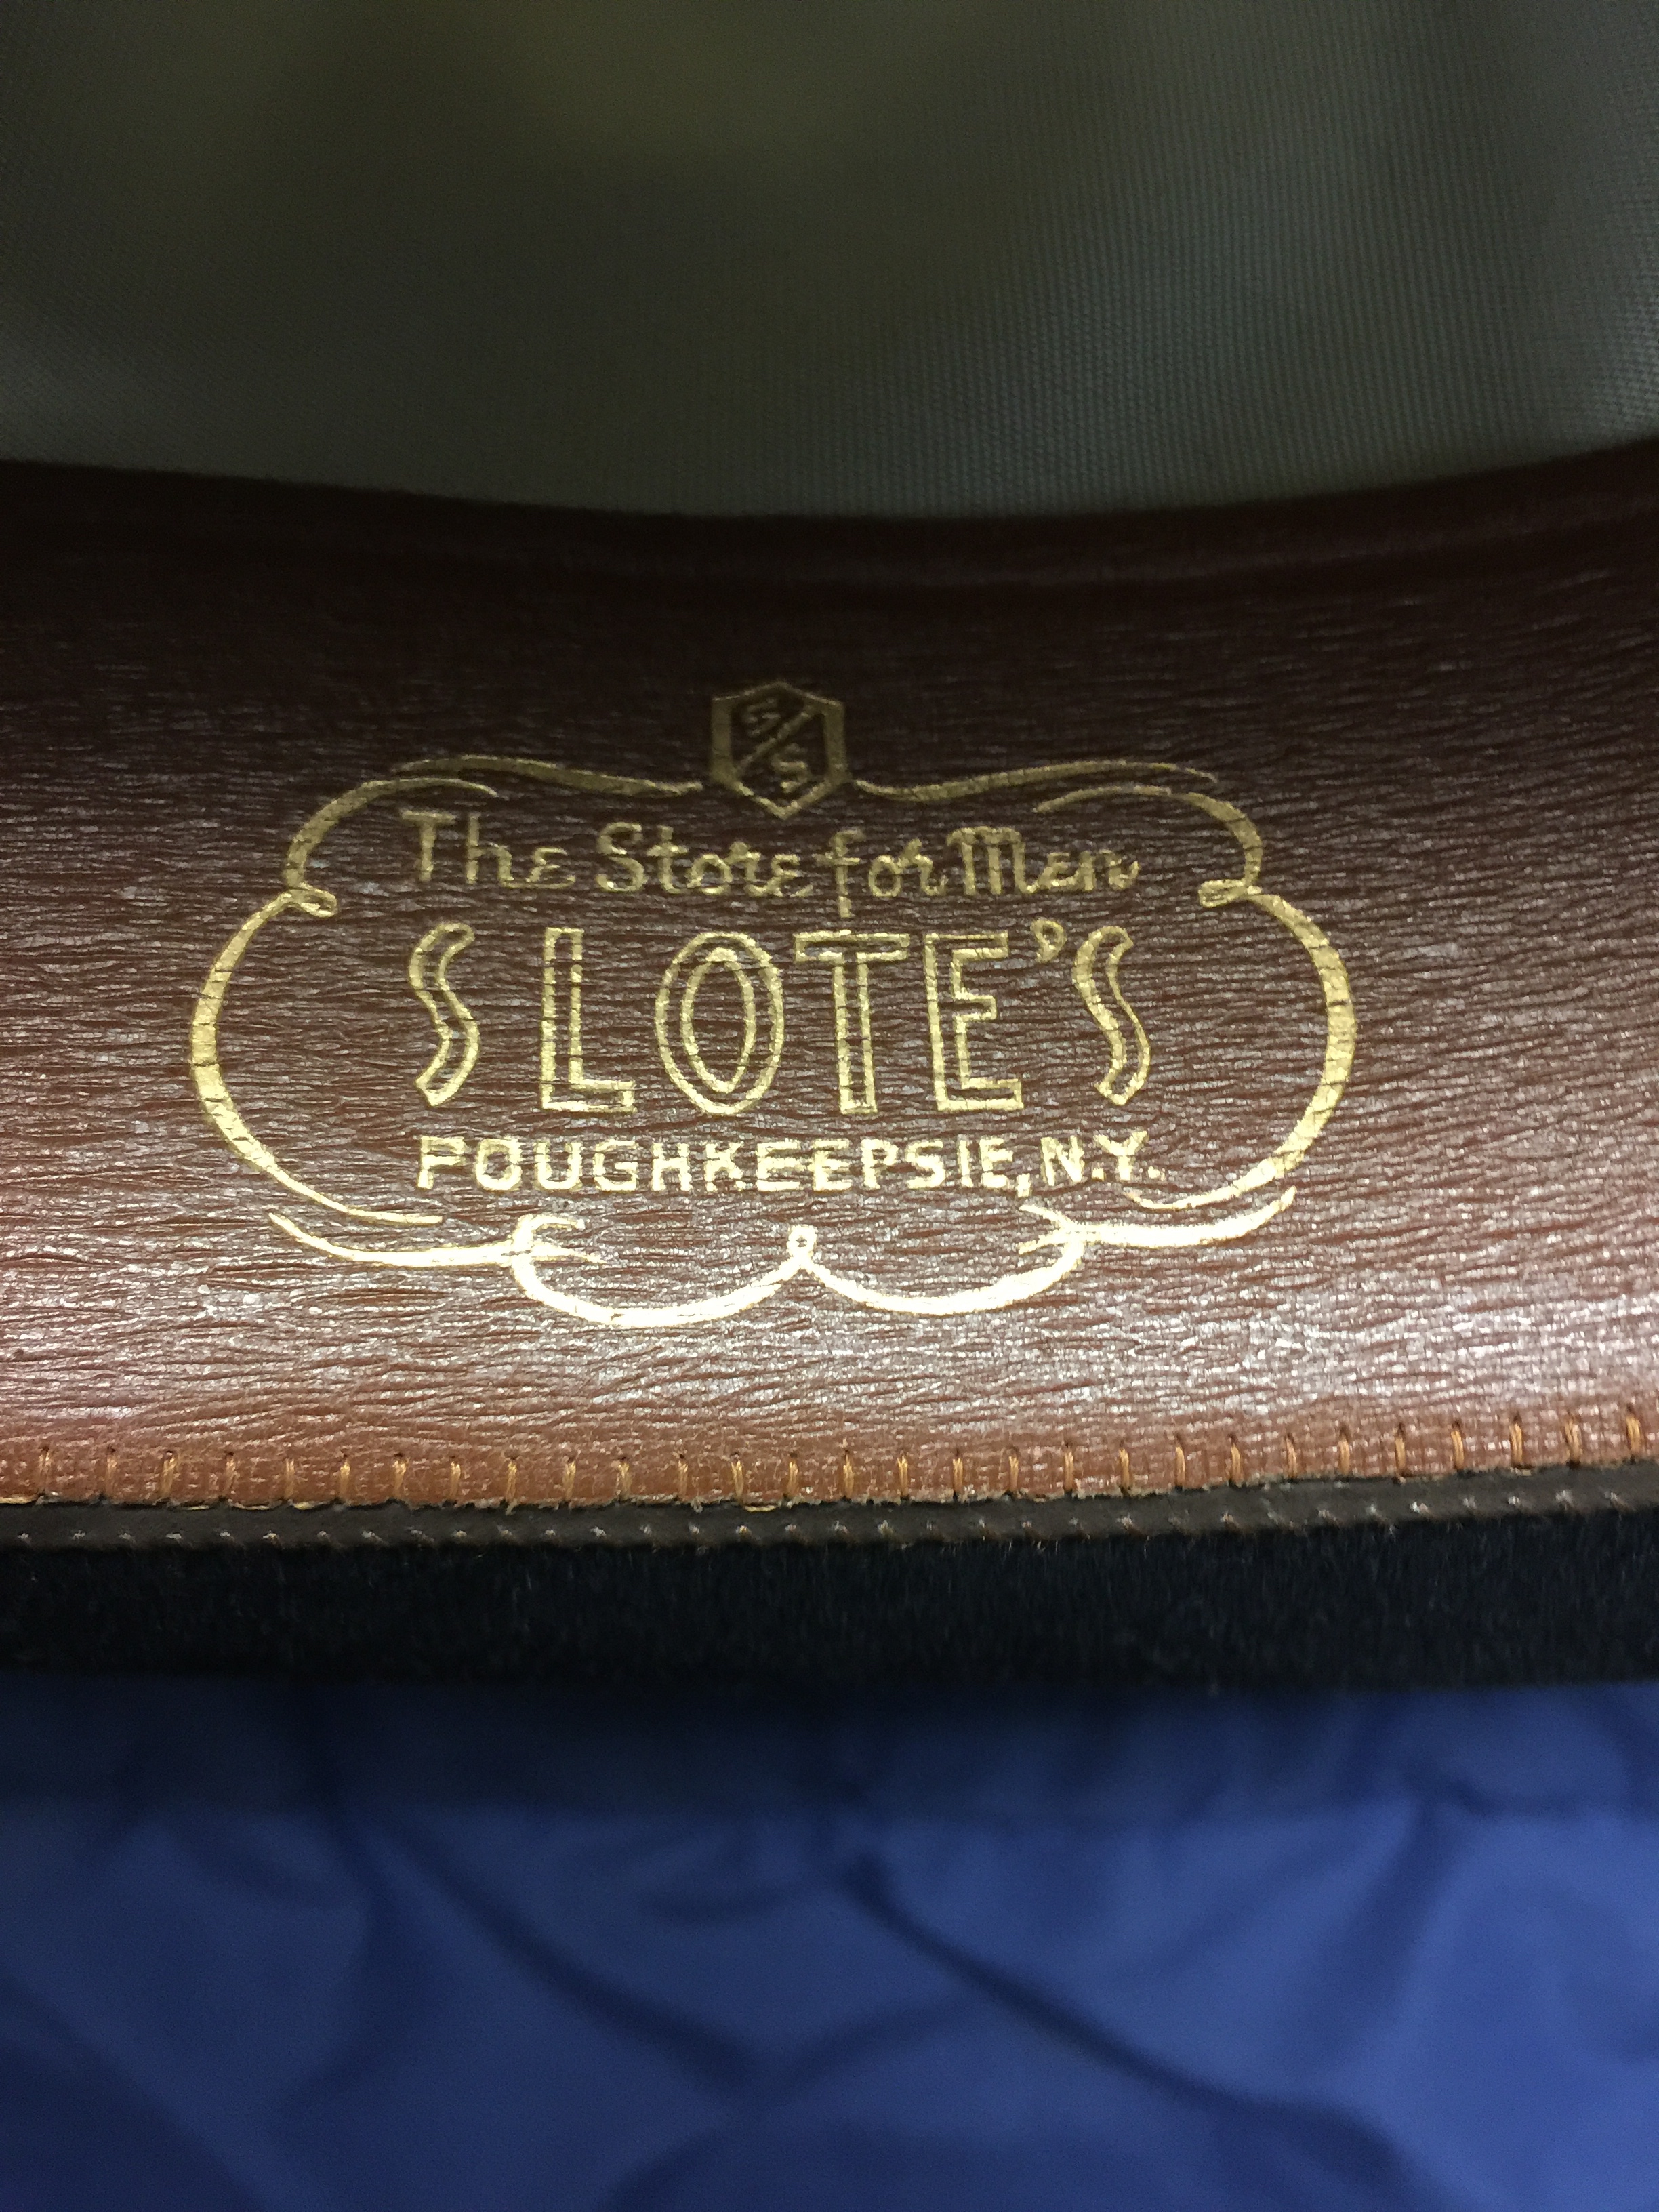 S/S
The Store for Men
SLOTE'S
POUGHKEEPSIE, N.Y.